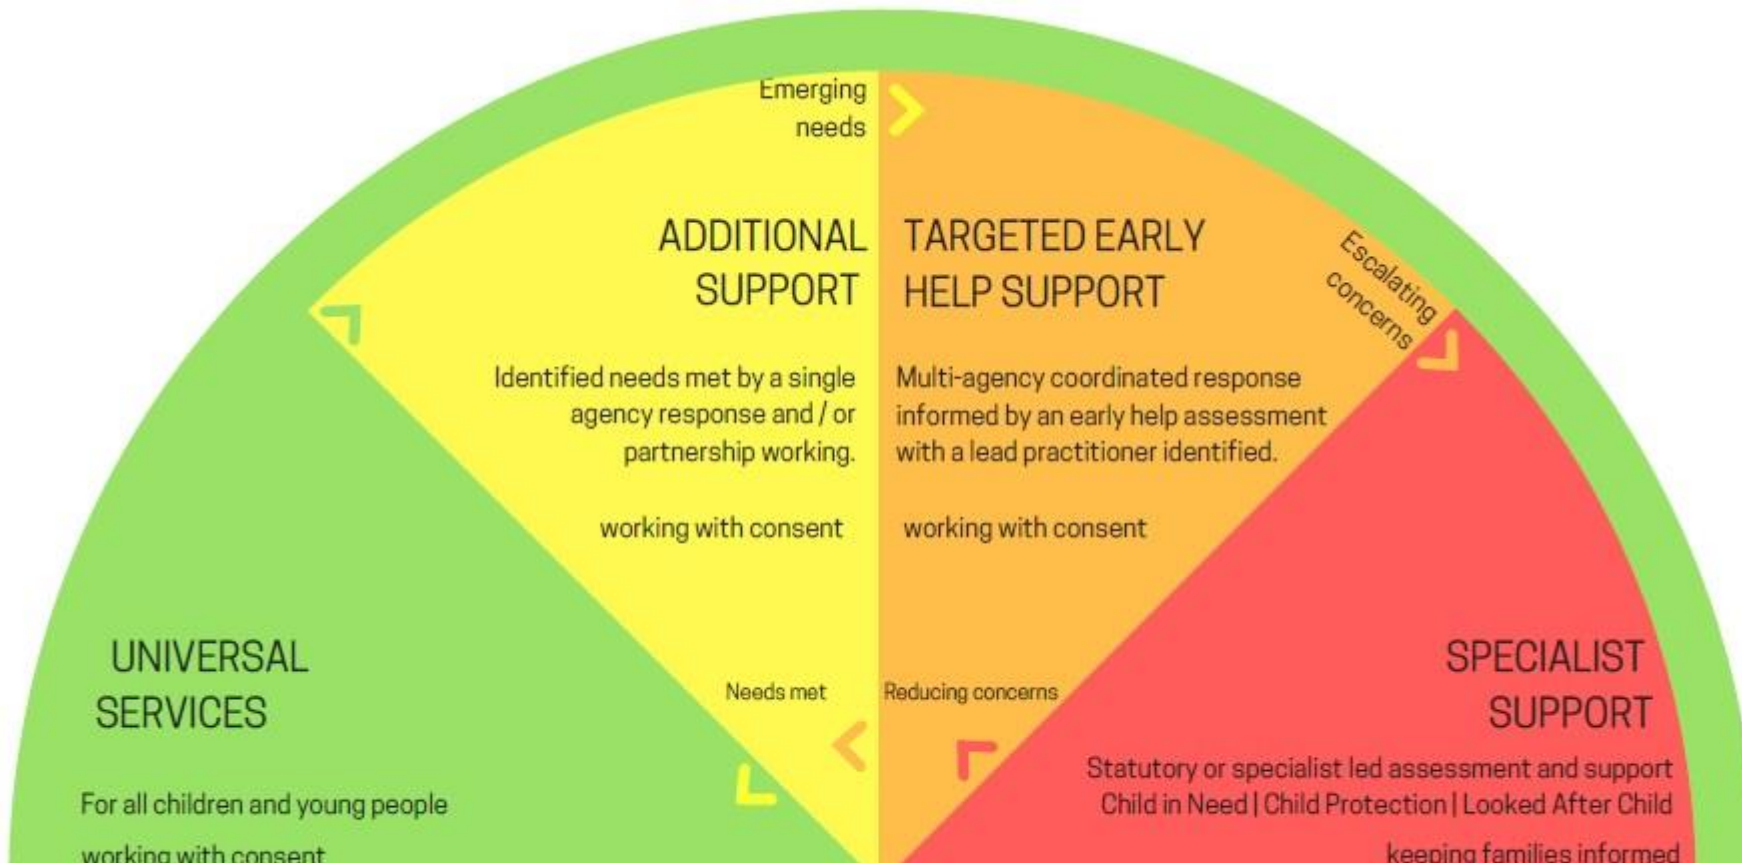 Emerging
needs
ADDITIONAL
SUPPORT
Identified needs met by a single
agency response and / or
partnership working.
working with consent
Needs met
TARGETED EARLY
HELP SUPPORT
Escalating
concerns
Multi-agency coordinated response
informed by an early help assessment
with a lead practitioner identified.
working with consent
Reducing concerns
UNIVERSAL
SERVICES
For all children and young people
working with consent
SPECIALIST
SUPPORT
Statutory or specialist led assessment and support
Child in Need | Child Protection | Looked After Child
keeping families informed